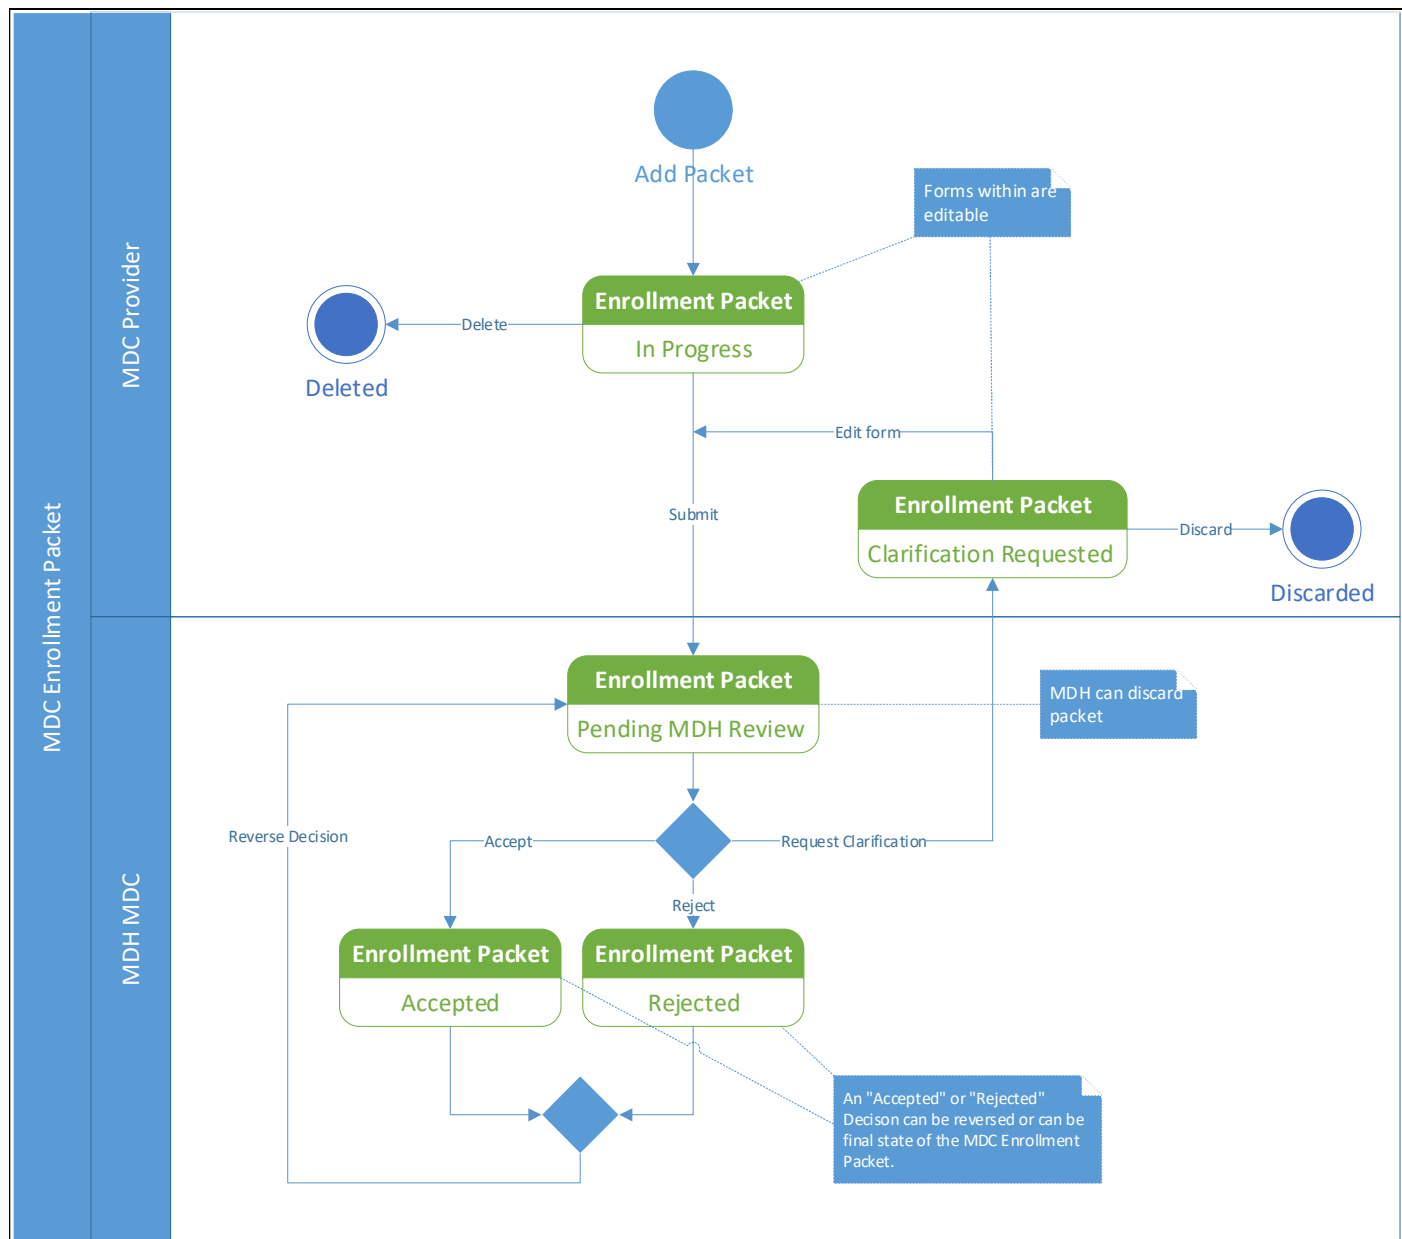 MDC Enrollment Packet
MDC Provider
Add Packet
Forms within are
editable
Enrollment Packet
In Progress
Delete
Deleted
Edit form
Submit
Enrollment Packet
Clarification Requested
Discard
Discarded
MDH MDC
Enrollment Packet
Pending MDH Review
MDH can discard
packet
Reverse Decision
Accept
Request Clarification
Reject
Enrollment Packet
Accepted
Enrollment Packet
Rejected
An "Accepted" or "Rejected"
Decison can be reversed or can be
final state of the MDC Enrollment
Packet.